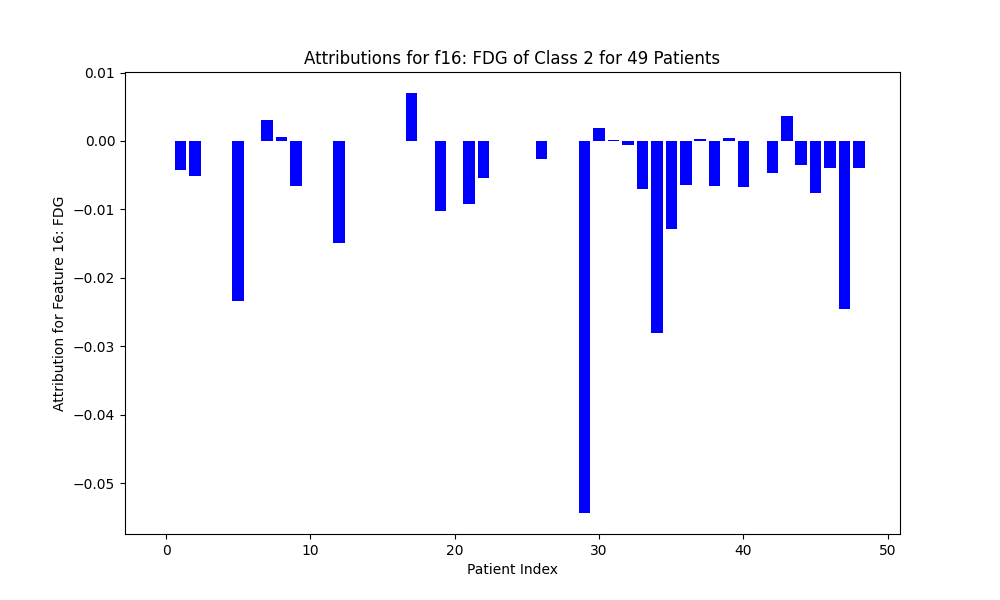 Attributions for f16: FDG of Class 2 for 49 Patients
Attribution for Feature 16: FDG
0.01
0.00
−0.01
−0.02
−0.03
−0.04
−0.05
0 10 20 30 40 50
Patient Index